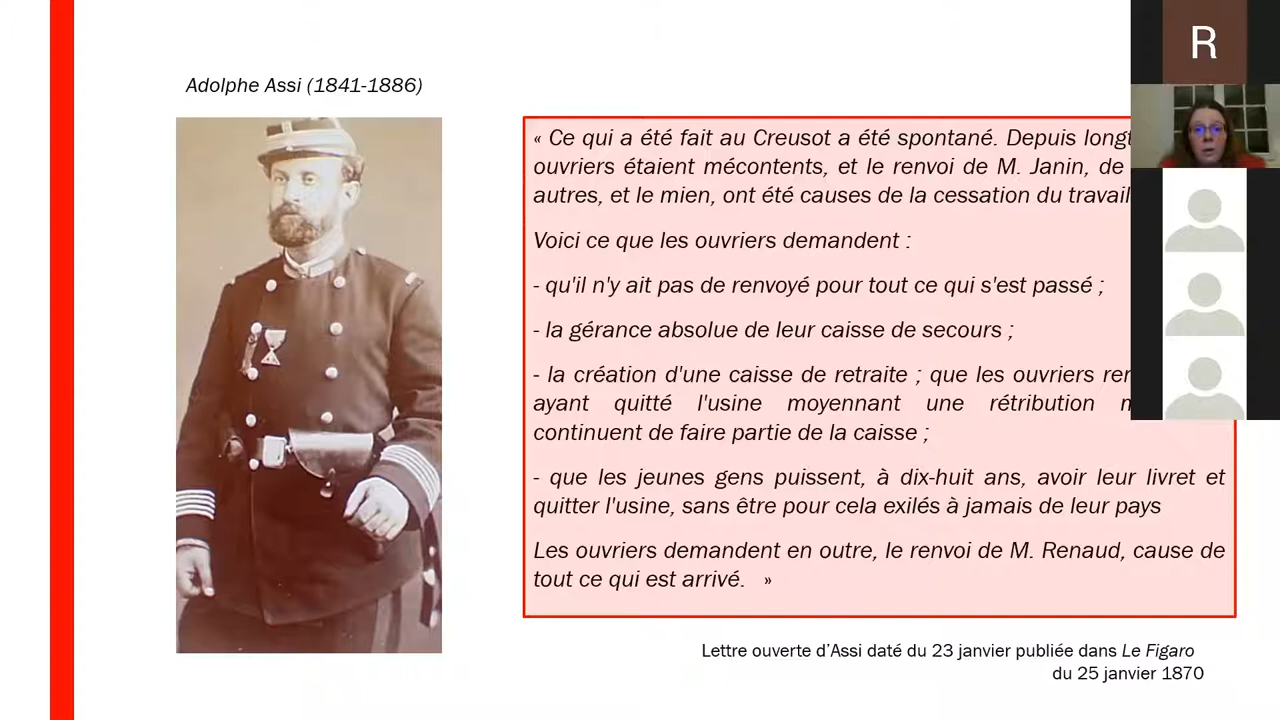 R
Adolphe Assi (1841-1886)
« Ce qui a été fait au Creusot a été spontané. Depuis
ouvriers étaient mécontents, et le renvoi de M. Janin, de
autres, et le mien, ont été causes de la cessation du travail
Voici ce que les ouvriers demandent :
- qu'il n'y ait pas de renvoyé pour tout ce qui s'est passé ;
- la gérance absolue de leur caisse de secours ;
- la création d'une caisse de retraite ; que les ouvriers
ayant quitté l'usine moyennant une rétribution
continuent de faire partie de la caisse ;
- que les jeunes gens puissent, à dix-huit ans, avoir leur livret et
quitter l'usine, sans être pour cela exilés à jamais de leur pays
Les ouvriers demandent en outre, le renvoi de M. Renaud, cause de
tout ce qui est arrivé. »
Lettre ouverte d'Assi daté du 23 janvier publiée dans Le Figaro
du 25 janvier 1870